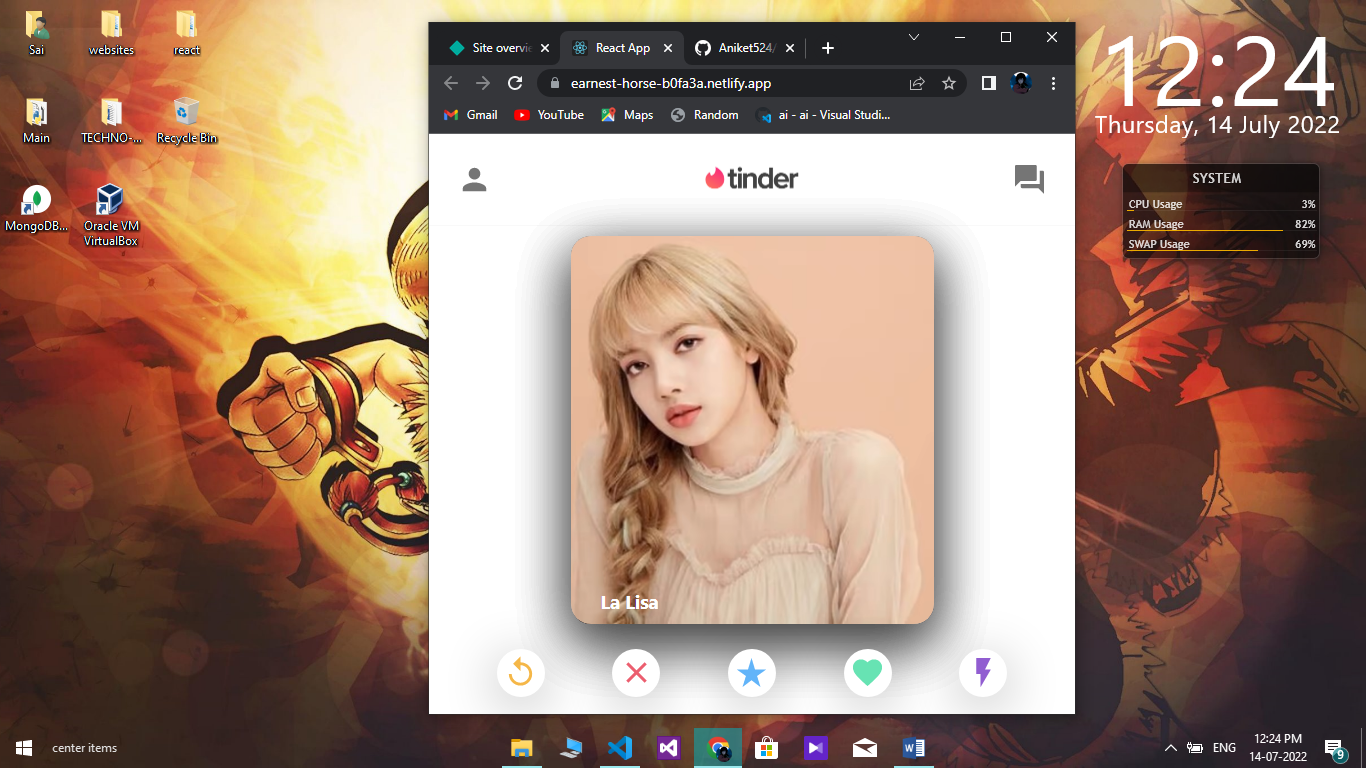 Sai
websites
react
Main
TECHNO-...
Recycle Bin
MongoDB...
Oracle VM
VirtualBox
Site overvie
React App
Aniket524/
earnest-horse-b0fa3a.netlify.app
Gmail
YouTube
Maps
Random
ai - ai - Visual Studi...
tinder
La Lisa
12:24
Thursday, 14 July 2022
SYSTEM
CPU Usage 3%
RAM Usage 82%
SWAP Usage 69%
center items
ENG
12:24 PM
14-07-2022
9